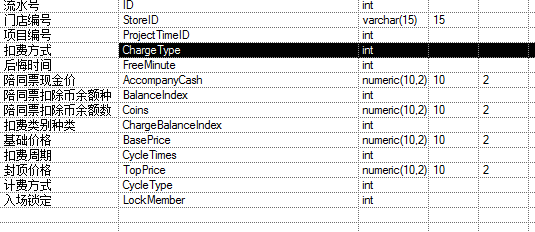 流水号 ID int
门店编号 StoreID varchar(15) 15
项目编号 ProjectTimeID int
扣费方式 ChargeType int
后悔时间 FreeMinute int
陪同票现金价 AccompanyCash numeric(10,2) 10 2
陪同票扣除币余额种 BalanceIndex int
陪同票扣除币余额数 Coins numeric(10,2) 10 2
扣费类别种类 ChargeBalanceIndex int
基础价格 BasePrice numeric(10,2) 10 2
扣费周期 CycleTimes int
封顶价格 TopPrice numeric(10,2) 10 2
计费方式 CycleType int
入场锁定 LockMember int